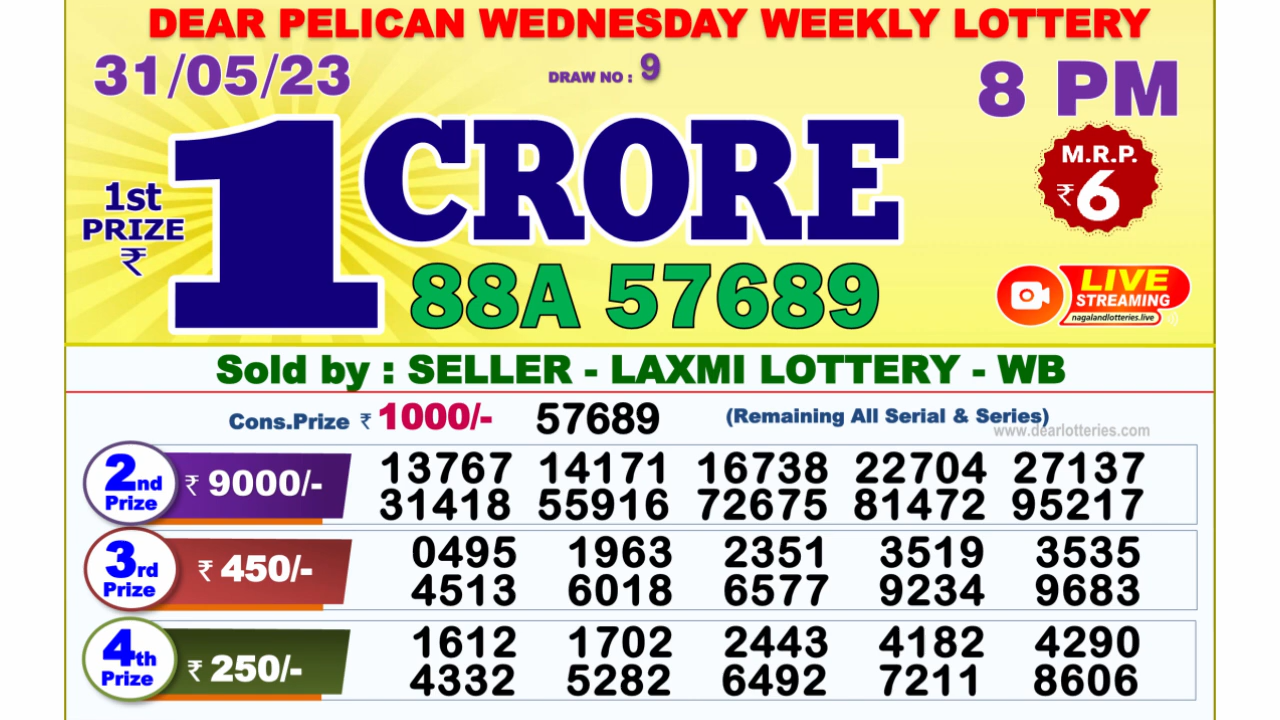 DEAR PELICAN WEDNESDAY WEEKLY LOTTERY
31/05/23 DRAW NO : 9 8 PM
1st PRIZE ₹ 1 CRORE
M.R.P. ₹ 6
88A 57689
LIVE
STREAMING
nagalandlotteries.live
Sold by : SELLER - LAXMI LOTTERY - WB
Cons.Prize ₹ 1000/- 57689 (Remaining All Serial & Series)
www.dearlotteries.com
2nd Prize ₹ 9000/- 13767 14171 16738 22704 27137
31418 55916 72675 81472 95217
3rd Prize ₹ 450/- 0495 1963 2351 3519 3535
4513 6018 6577 9234 9683
4th Prize ₹ 250/- 1612 1702 2443 4182 4290
4332 5282 6492 7211 8606